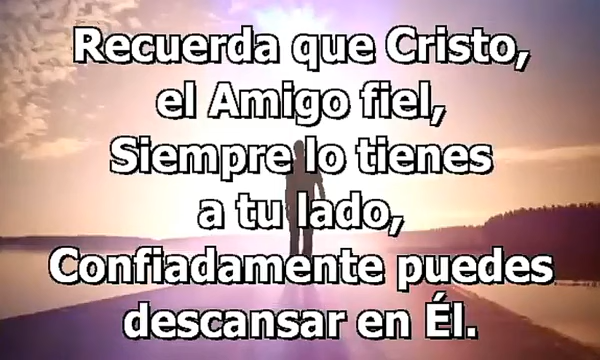 Recuerda que Cristo,
el Amigo fiel,
Siempre lo tienes
a tu lado,
Confiadamente puedes
descansar en Él.